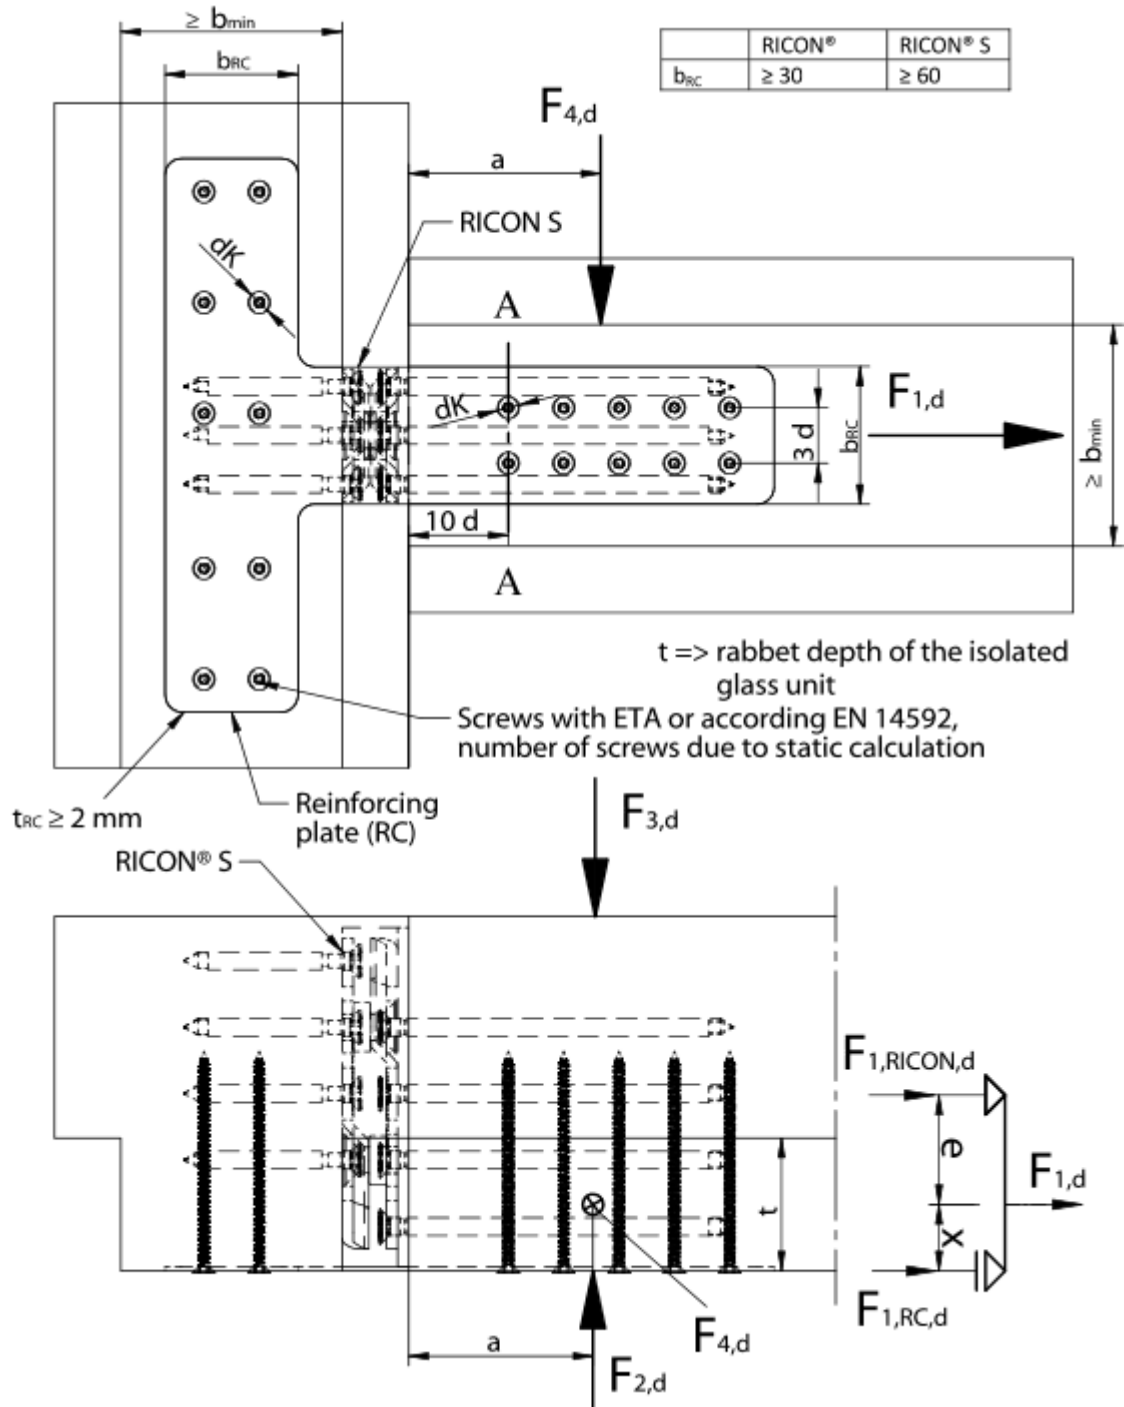 ≥ bmin
bRC
RICON® RICON® S
bRC ≥ 30 ≥ 60
F4,d
a
RICON S
dK
A
F1,d
dK
3 d
bRC
≥ bmin
10 d
A
t => rabbet depth of the isolated
glass unit
Screws with ETA or according EN 14592,
number of screws due to static calculation
tRC ≥ 2 mm
Reinforcing
plate (RC)
F3,d
RICON® S
F1,RICON,d
e
F1,d
t
x
F1,RC,d
F4,d
a
F2,d